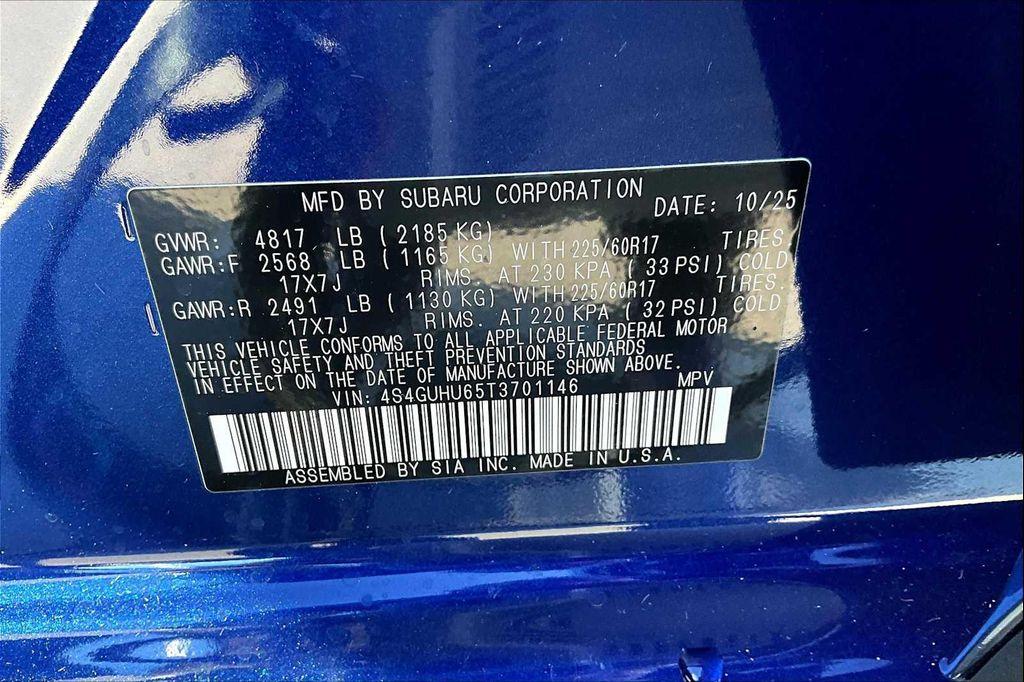 MFD BY SUBARU CORPORATION DATE: 10/25
GVWR: 4817 LB (2185 KG)
GAWR:F 2568 LB (1165 KG) WITH 225/60R17 TIRES
17X7J RIMS. AT 230 KPA (33 PSI) COLD
GAWR:R 2491 LB (1130 KG) WITH 225/60R17 TIRES.
17X7J RIMS. AT 220 KPA (32 PSI) COLD
THIS VEHICLE CONFORMS TO ALL APPLICABLE FEDERAL MOTOR
VEHICLE SAFETY AND THEFT PREVENTION STANDARDS
IN EFFECT ON THE DATE OF MANUFACTURE SHOWN ABOVE.
VIN: 4S4GUHU65T3701146 MPV
ASSEMBLED BY SIA INC. MADE IN U.S.A.